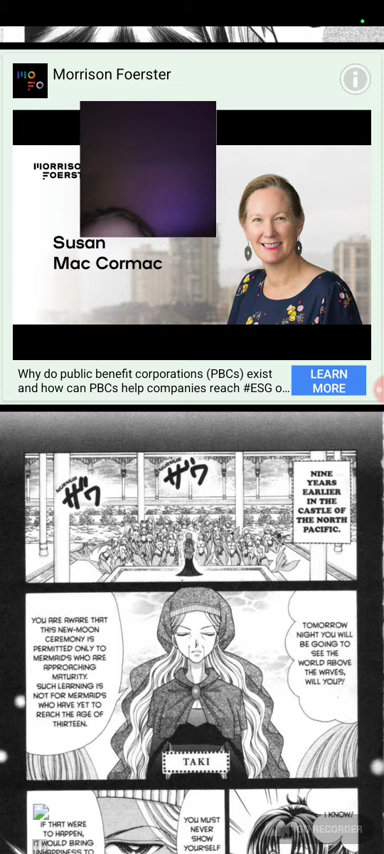 MOFO
Morrison Foerster
MORRISON
FOERST
Susan
Mac Cormac
Why do public benefit corporations (PBCs) exist
and how can PBCs help companies reach #ESG o...
LEARN
MORE
MURMUR
ザワ
MURMUR
ザワ
NINE
YEARS
EARLIER
IN THE
CASTLE OF
THE NORTH
PACIFIC.
YOU ARE AWARE THAT
THIS NEW-MOON
CEREMONY IS
PERMITTED ONLY TO
MERMAIDS WHO ARE
APPROACHING
MATURITY.
SUCH LEARNING IS
NOT FOR MERMAIDS
WHO HAVE YET TO
REACH THE AGE OF
THIRTEEN.
TOMORROW
NIGHT YOU WILL
BE GOING TO
SEE THE
WORLD ABOVE
THE WAVES,
WILL YOU?!
TAKI
IF THAT WERE
TO HAPPEN,
IT WOULD BRING
UNHAPPINESS TO
YOU MUST
NEVER
SHOW
YOURSELF
I KNOW!
RECORDER